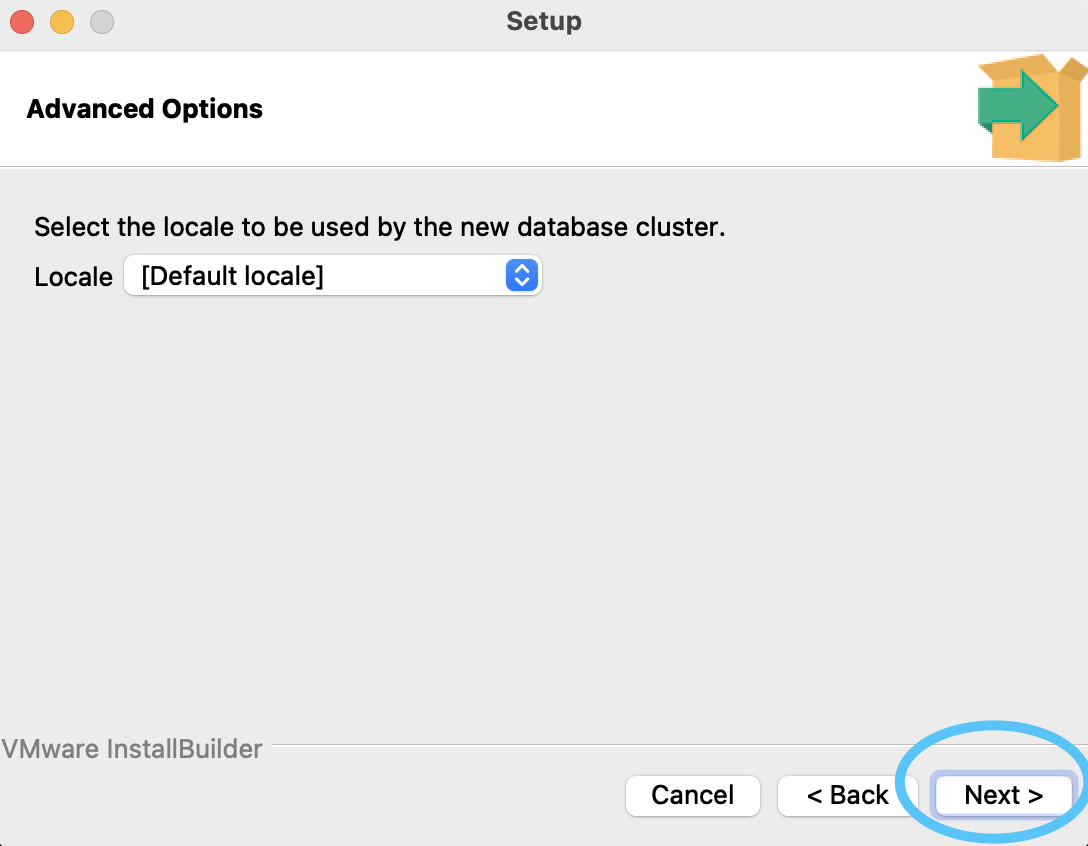 Setup
Advanced Options
Select the locale to be used by the new database cluster.
Locale [Default locale]
VMware InstallBuilder
Cancel < Back Next >